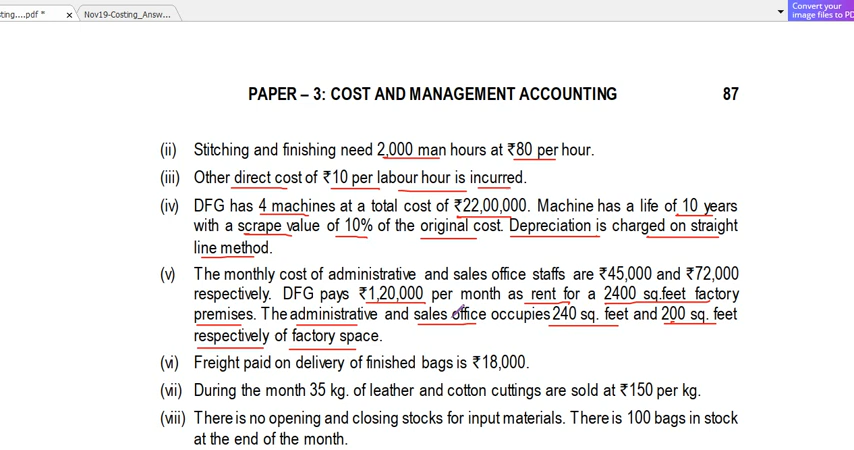 ting....pdf *
Nov19-Costing_Answ...
Convert your
image files to PD
PAPER – 3: COST AND MANAGEMENT ACCOUNTING 87
(ii) Stitching and finishing need 2,000 man hours at ₹80 per hour.
(iii) Other direct cost of ₹10 per labour hour is incurred.
(iv) DFG has 4 machines at a total cost of ₹22,00,000. Machine has a life of 10 years
with a scrape value of 10% of the original cost. Depreciation is charged on straight
line method.
(v) The monthly cost of administrative and sales office staffs are ₹45,000 and ₹72,000
respectively. DFG pays ₹1,20,000 per month as rent for a 2400 sq.feet factory
premises. The administrative and sales office occupies 240 sq. feet and 200 sq. feet
respectively of factory space.
(vi) Freight paid on delivery of finished bags is ₹18,000.
(vii) During the month 35 kg. of leather and cotton cuttings are sold at ₹150 per kg.
(viii) There is no opening and closing stocks for input materials. There is 100 bags in stock
at the end of the month.